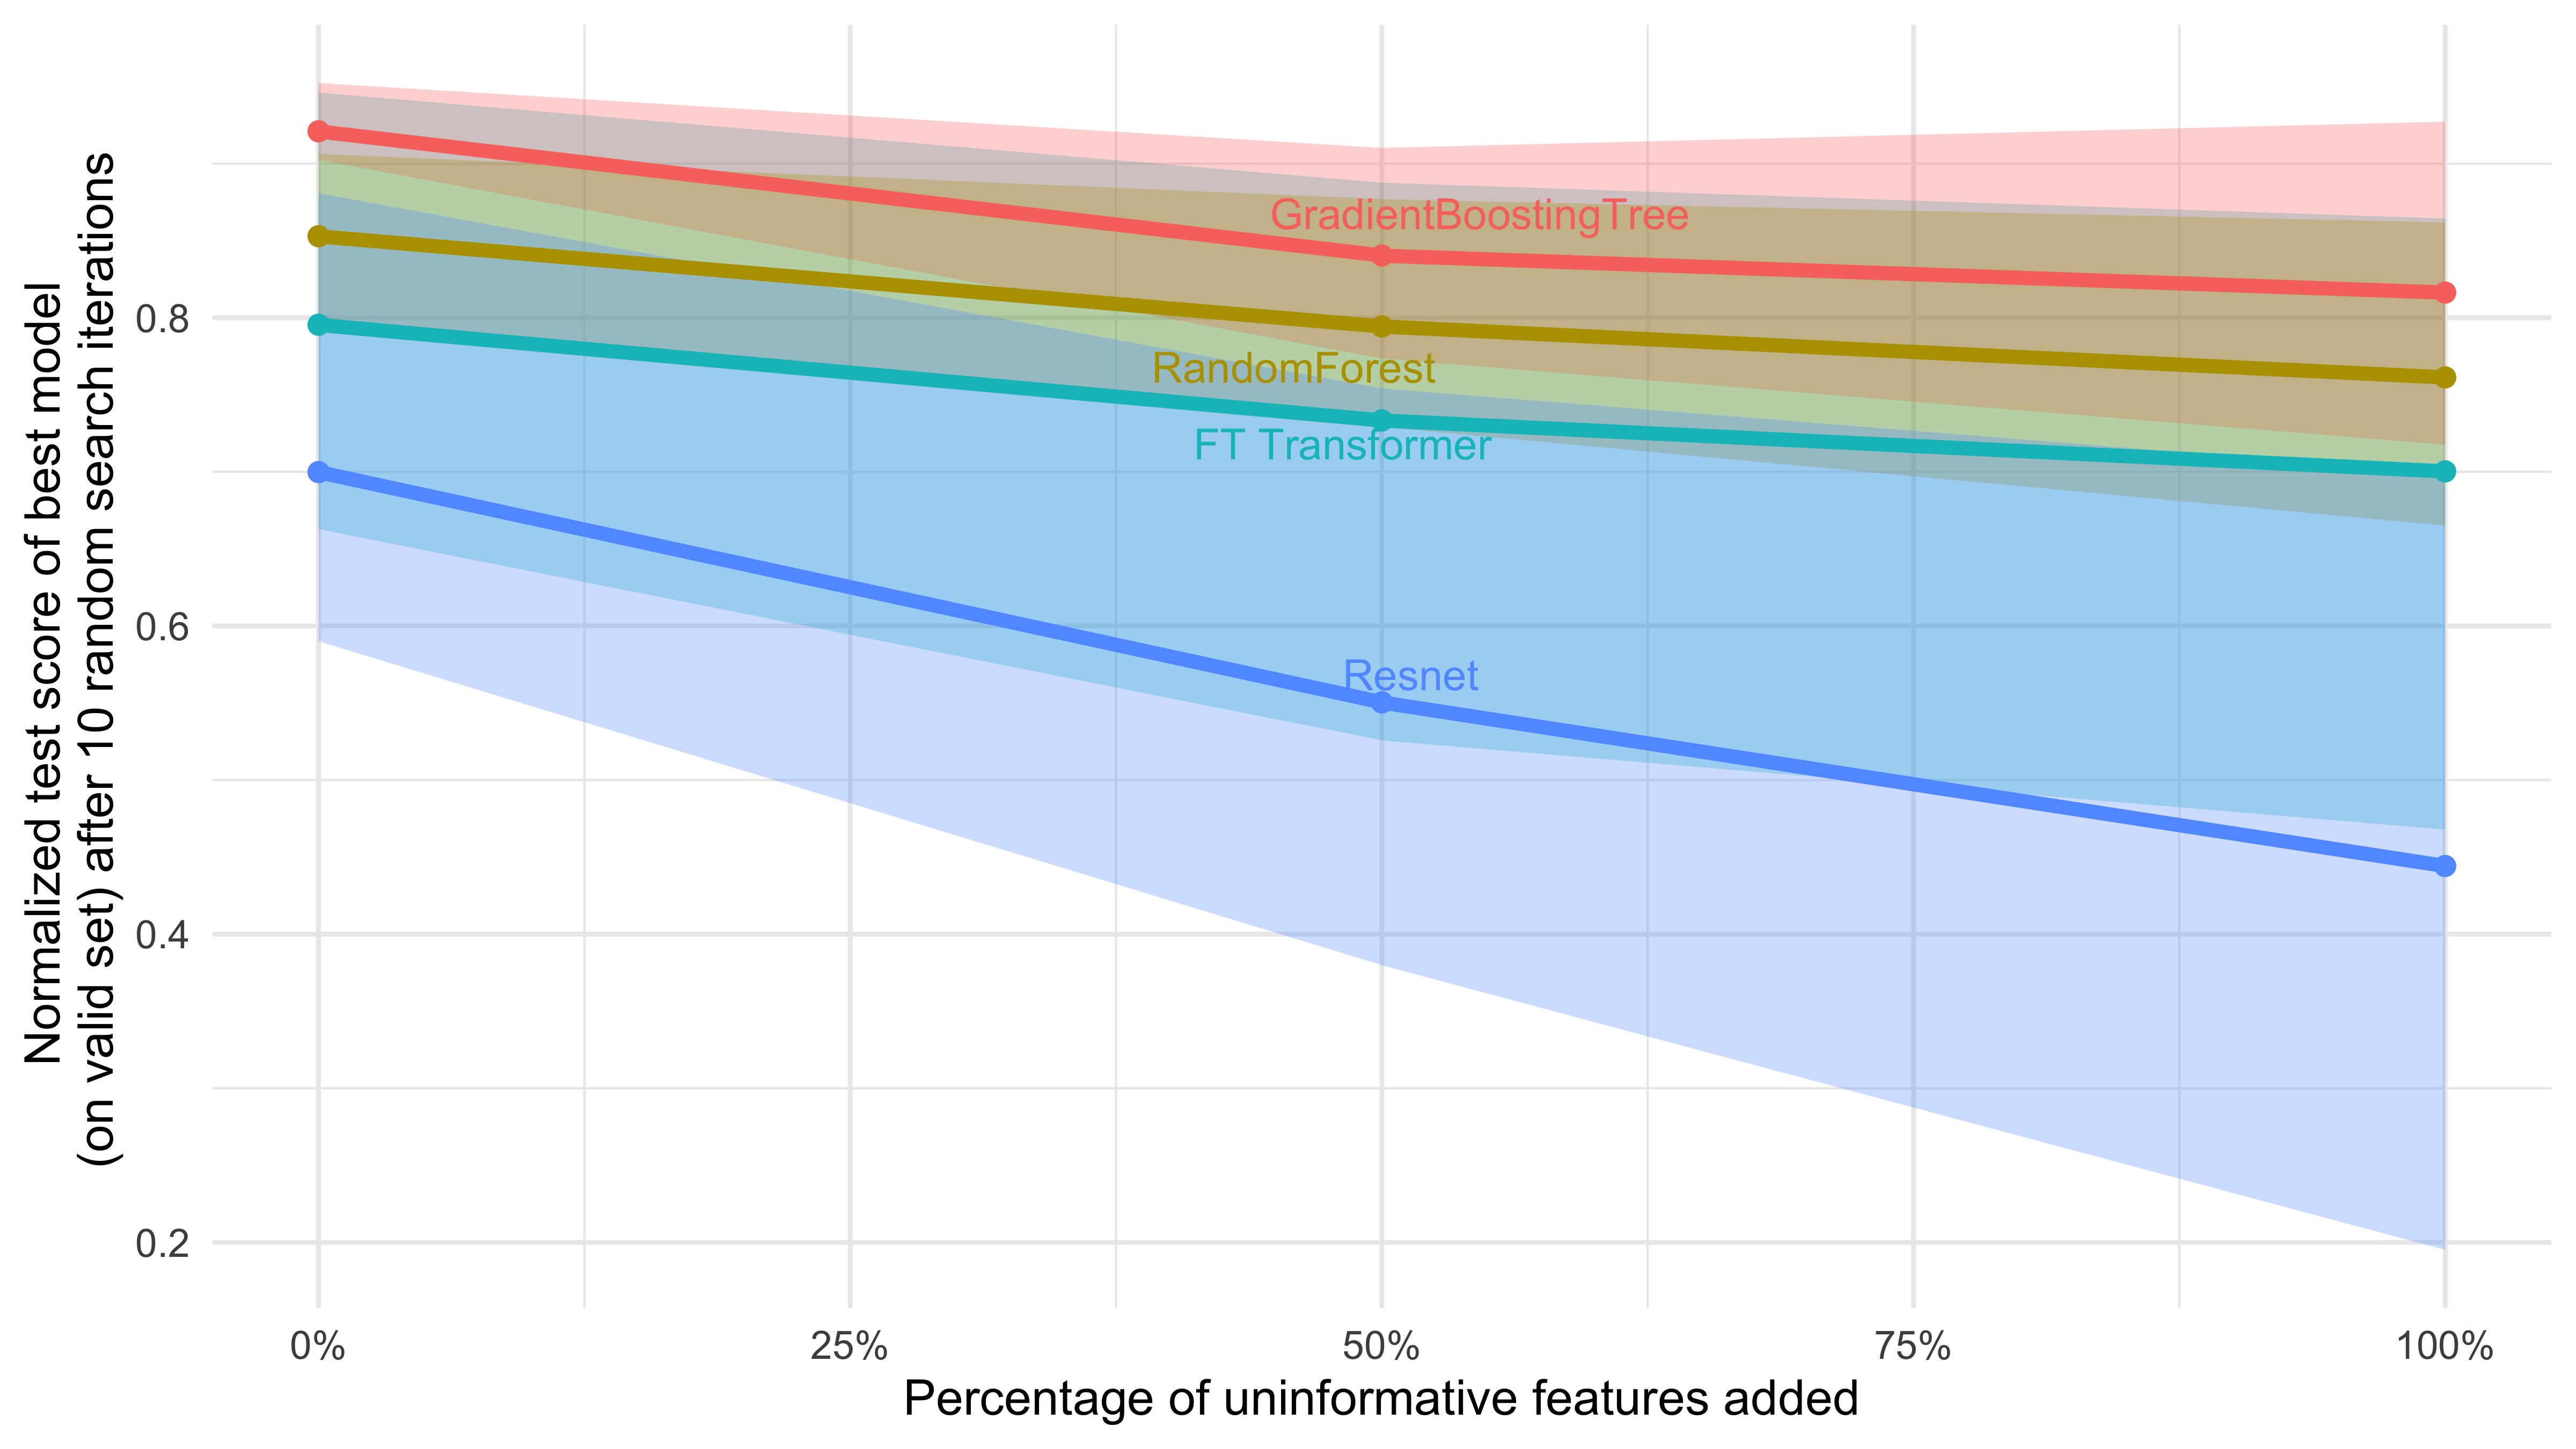 Normalized test score of best model
(on valid set) after 10 random search iterations
0.8
0.6
0.4
0.2
GradientBoostingTree
RandomForest
FT Transformer
Resnet
0%
25%
50%
75%
100%
Percentage of uninformative features added